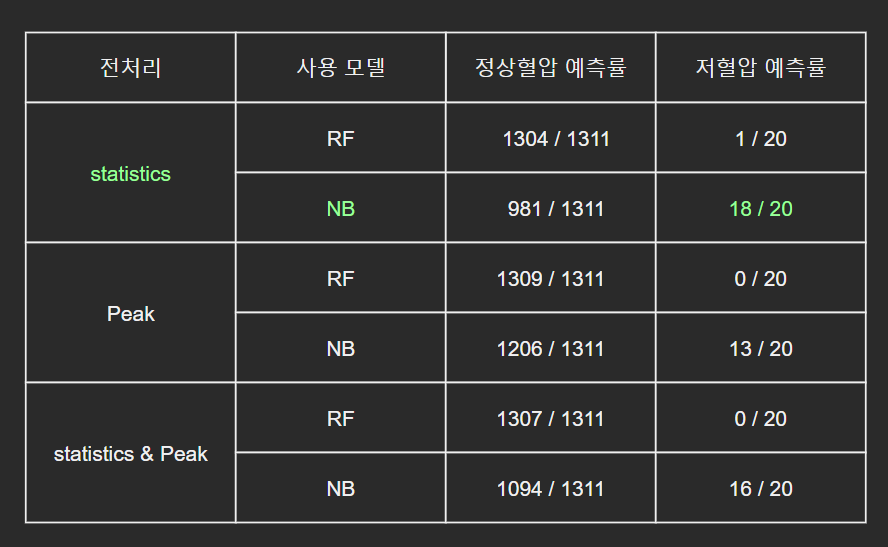 전처리 사용 모델 정상혈압 예측률 저혈압 예측률
statistics
RF 1304 / 1311 1 / 20
NB 981 / 1311 18 / 20
Peak
RF 1309 / 1311 0 / 20
NB 1206 / 1311 13 / 20
statistics & Peak
RF 1307 / 1311 0 / 20
NB 1094 / 1311 16 / 20